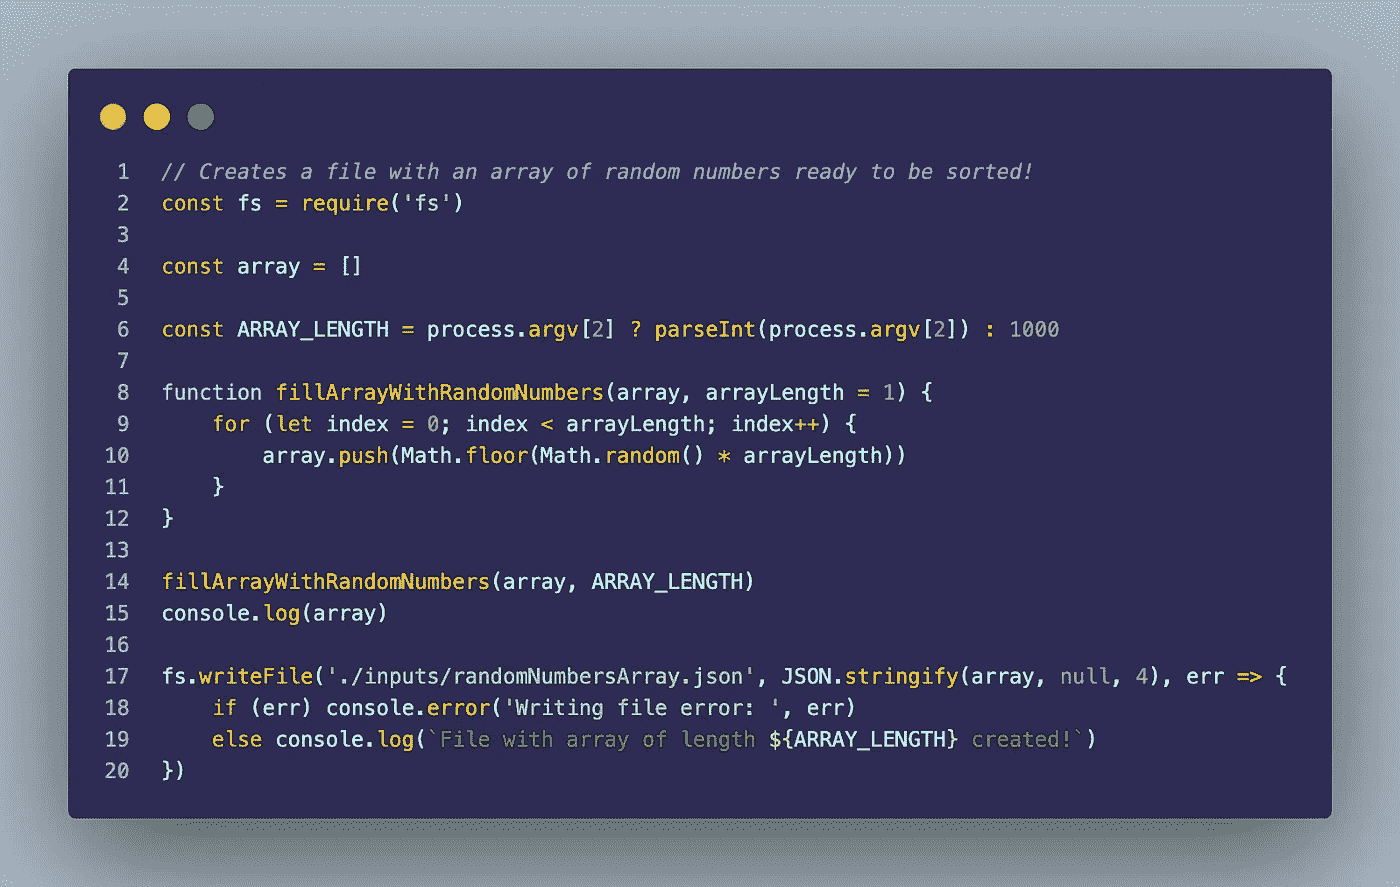 1 // Creates a file with an array of random numbers ready to be sorted!
2 const fs = require('fs')
3
4 const array = []
5
6 const ARRAY_LENGTH = process.argv[2] ? parseInt(process.argv[2]) : 1000
7
8 function fillArrayWithRandomNumbers(array, arrayLength = 1) {
9     for (let index = 0; index < arrayLength; index++) {
10         array.push(Math.floor(Math.random() * arrayLength))
11     }
12 }
13
14 fillArrayWithRandomNumbers(array, ARRAY_LENGTH)
15 console.log(array)
16
17 fs.writeFile('./inputs/randomNumbersArray.json', JSON.stringify(array, null, 4), err => {
18     if (err) console.error('Writing file error: ', err)
19     else console.log(`File with array of length ${ARRAY_LENGTH} created!`)
20 })